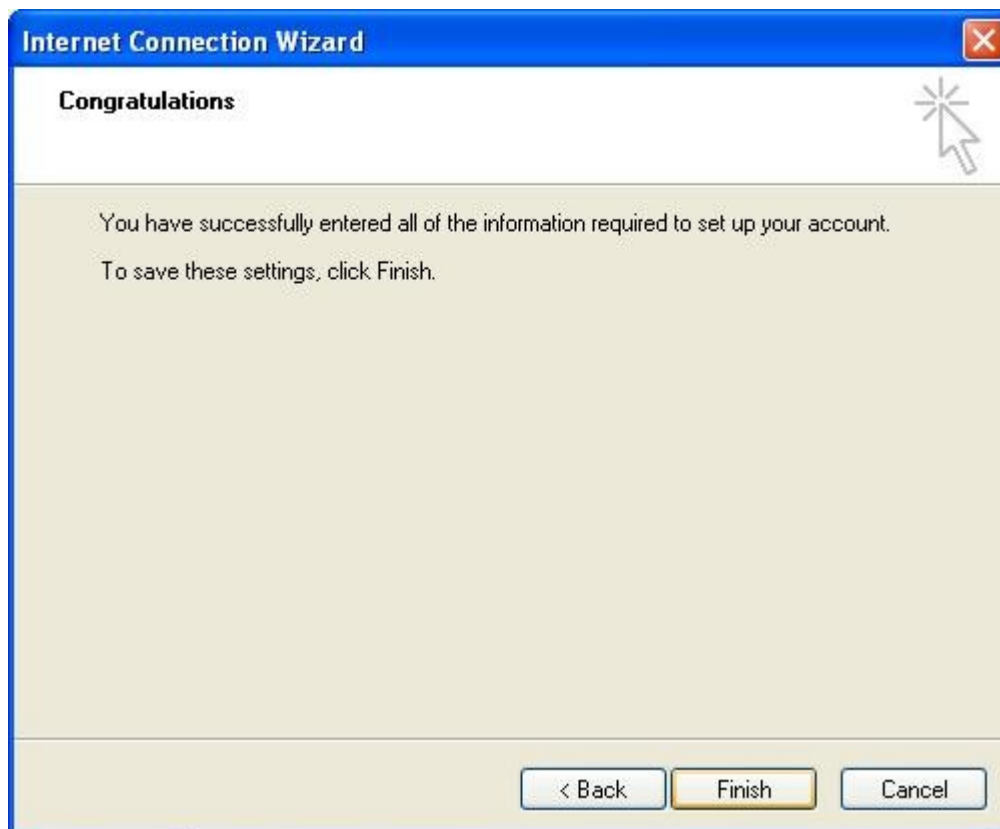 Internet Connection Wizard
Congratulations
You have successfully entered all of the information required to set up your account.
To save these settings, click Finish.
< Back Finish Cancel